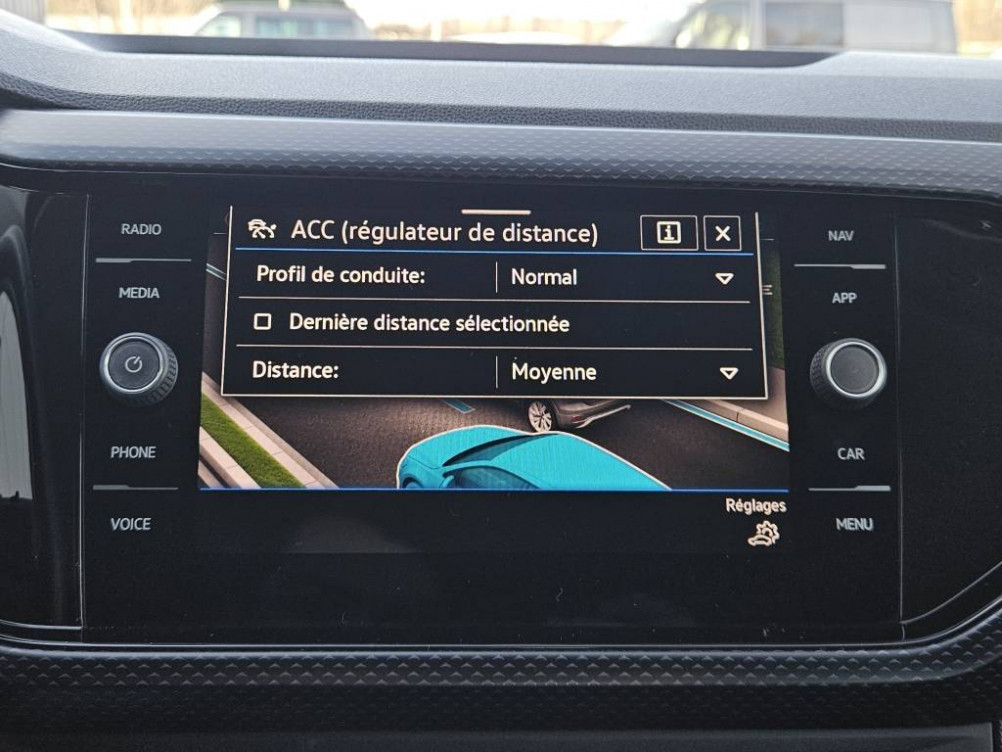 RADIO
MEDIA
PHONE
VOICE
ACC (régulateur de distance)
Profil de conduite: Normal
Dernière distance sélectionnée
Distance: Moyenne
Réglages
NAV
APP
CAR
MENU